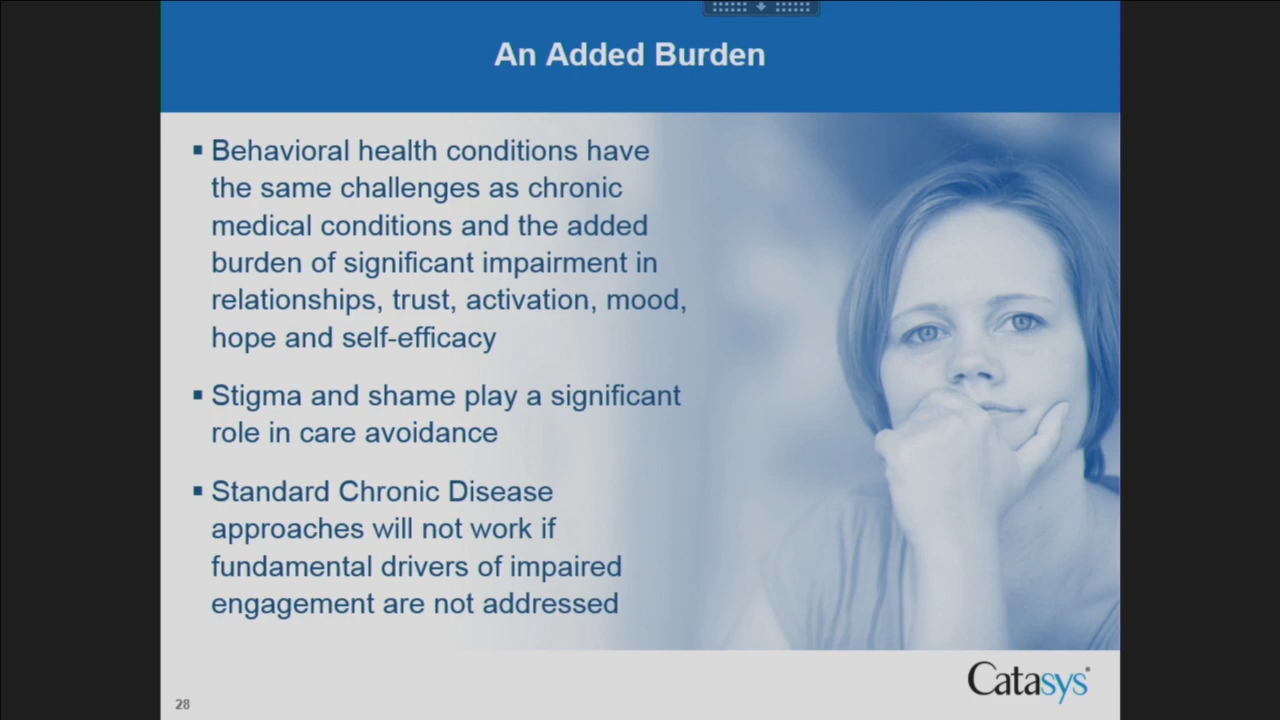 An Added Burden
▪ Behavioral health conditions have
the same challenges as chronic
medical conditions and the added
burden of significant impairment in
relationships, trust, activation, mood,
hope and self-efficacy
▪ Stigma and shame play a significant
role in care avoidance
▪ Standard Chronic Disease
approaches will not work if
fundamental drivers of impaired
engagement are not addressed
Catasys
28